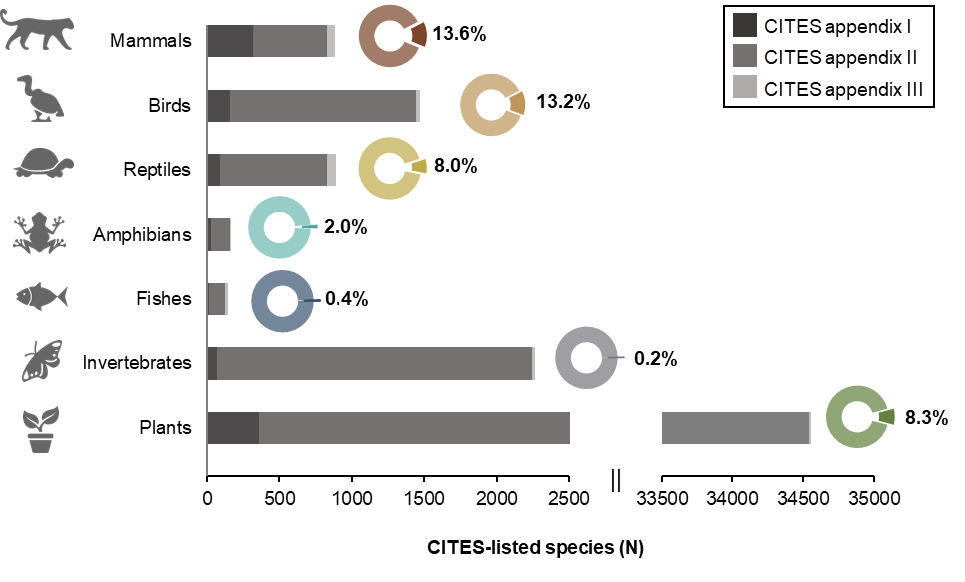 CITES appendix I
CITES appendix II
CITES appendix III
Mammals 13.6%
Birds 13.2%
Reptiles 8.0%
Amphibians 2.0%
Fishes 0.4%
Invertebrates 0.2%
Plants 8.3%
0 500 1000 1500 2000 2500 33500 34000 34500 35000
CITES-listed species (N)